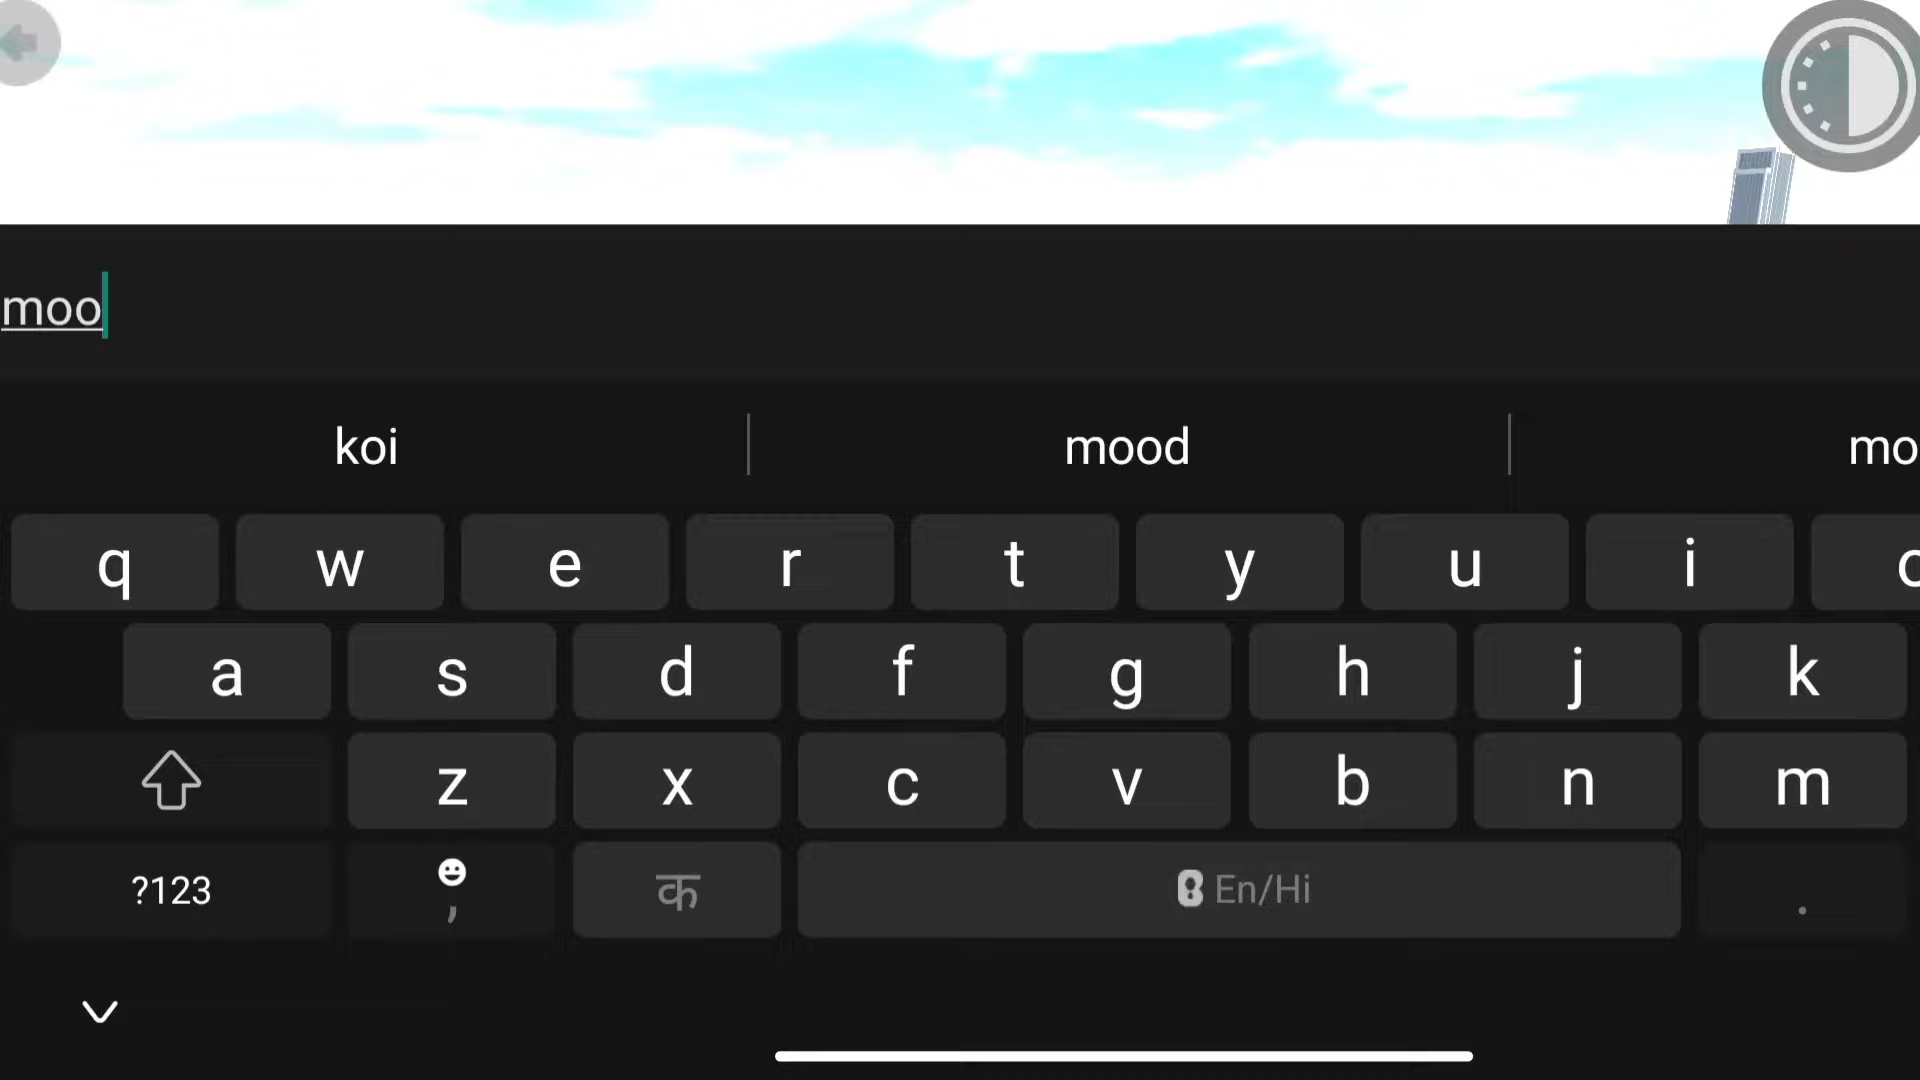 moo
koi mood mo
q w e r t y u i
a s d f g h j k
z x c v b n m
?123 , क En/Hi .